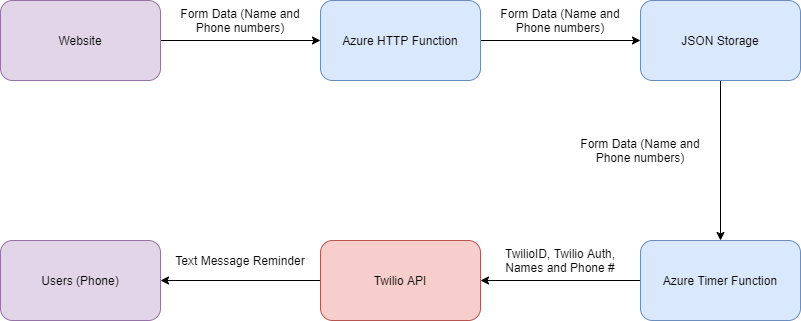 Form Data (Name and
Phone numbers)
Form Data (Name and
Phone numbers)
Website
Azure HTTP Function
JSON Storage
Form Data (Name and
Phone numbers)
TwilioID, Twilio Auth,
Names and Phone #
Text Message Reminder
Users (Phone)
Twilio API
Azure Timer Function